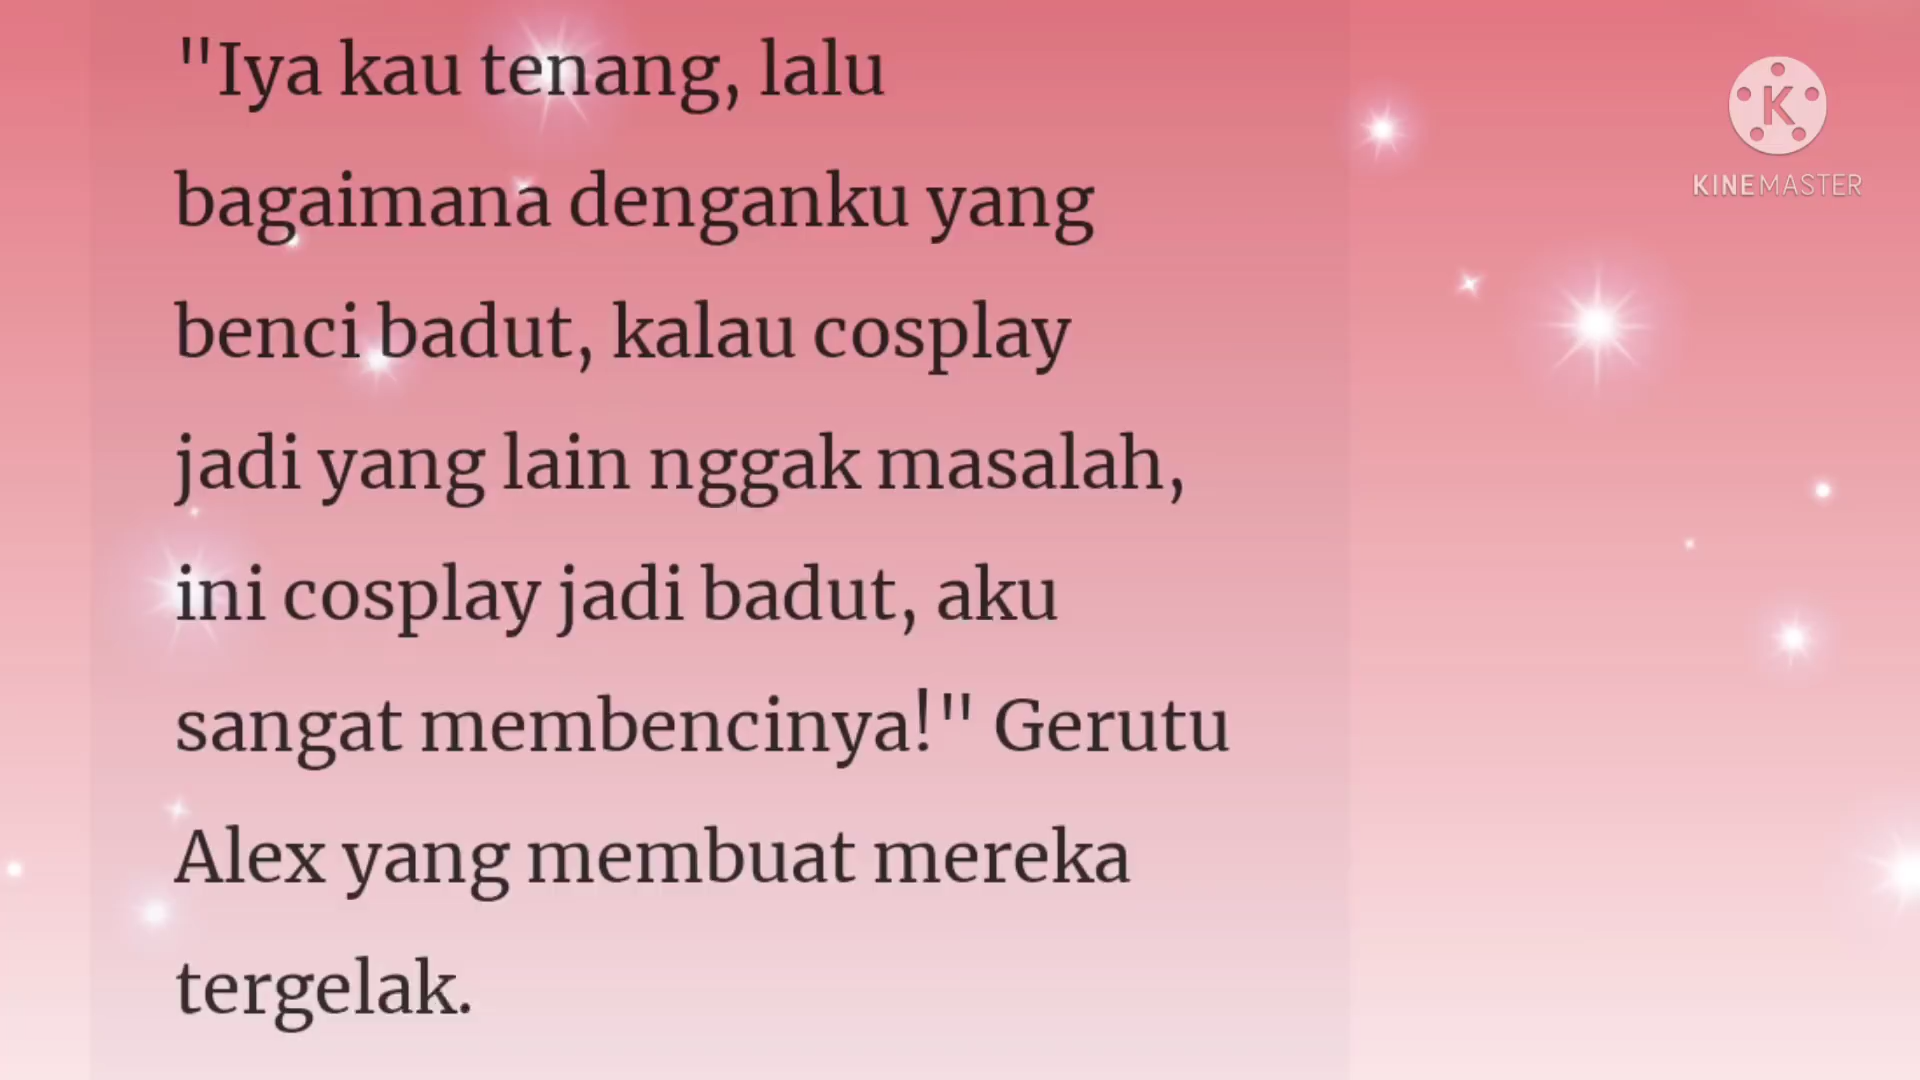 "Iya kau tenang, lalu
bagaimana denganku yang
benci badut, kalau cosplay
jadi yang lain nggak masalah,
ini cosplay jadi badut, aku
sangat membencinya!" Gerutu
Alex yang membuat mereka
tergelak.
K
KINEMASTER